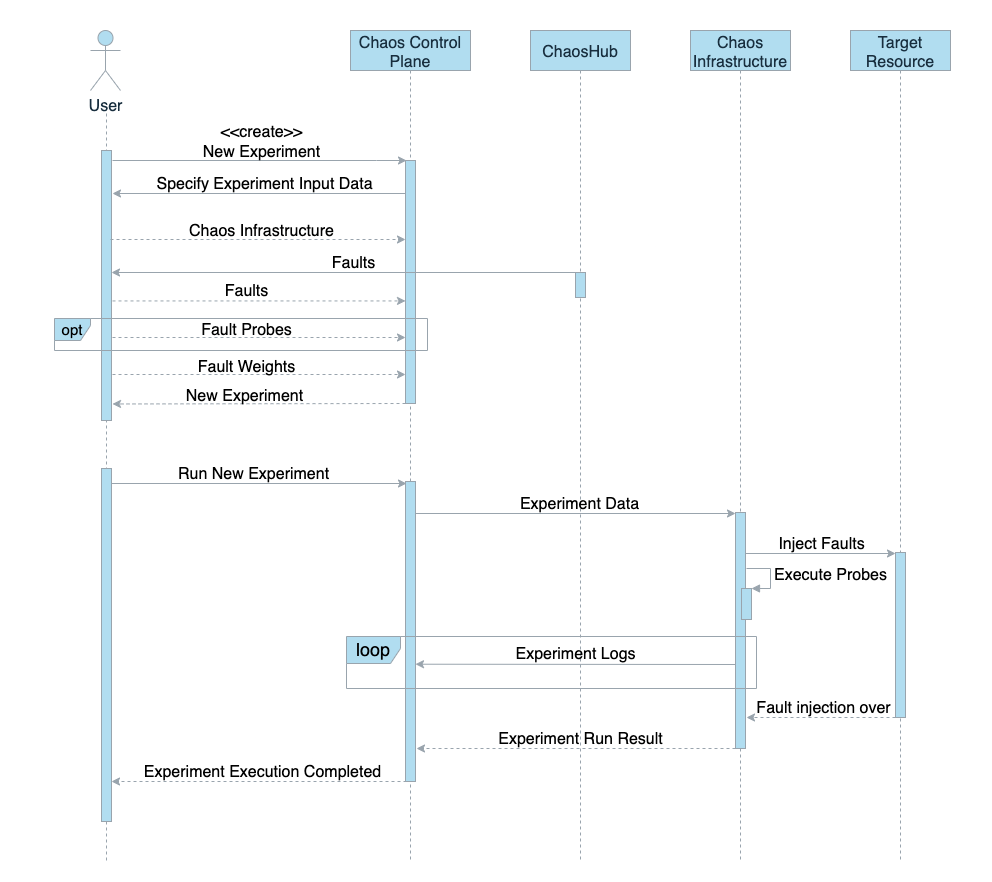 Chaos Control
Plane
ChaosHub
Chaos
Infrastructure
Target
Resource
User
<<create>>
New Experiment
Specify Experiment Input Data
Chaos Infrastructure
Faults
Faults
opt
Fault Probes
Fault Weights
New Experiment
Run New Experiment
Experiment Data
Inject Faults
Execute Probes
loop
Experiment Logs
Fault injection over
Experiment Run Result
Experiment Execution Completed